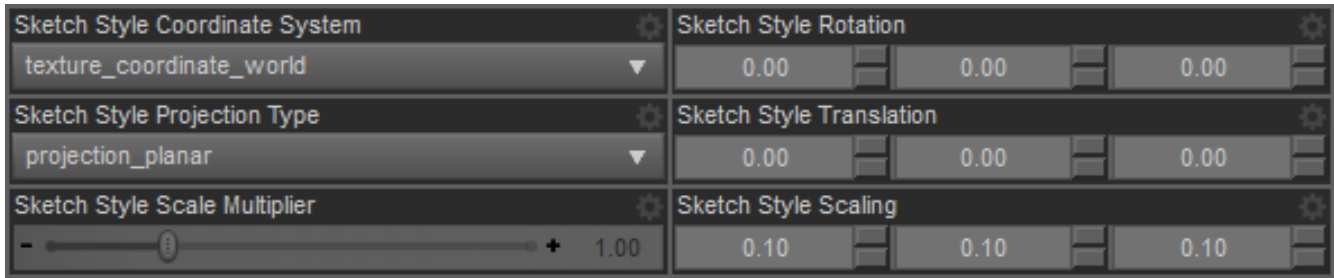 Sketch Style Coordinate System
texture_coordinate_world
Sketch Style Rotation
0.00 0.00 0.00
Sketch Style Projection Type
projection_planar
Sketch Style Translation
0.00 0.00 0.00
Sketch Style Scale Multiplier
- + 1.00
Sketch Style Scaling
0.10 0.10 0.10